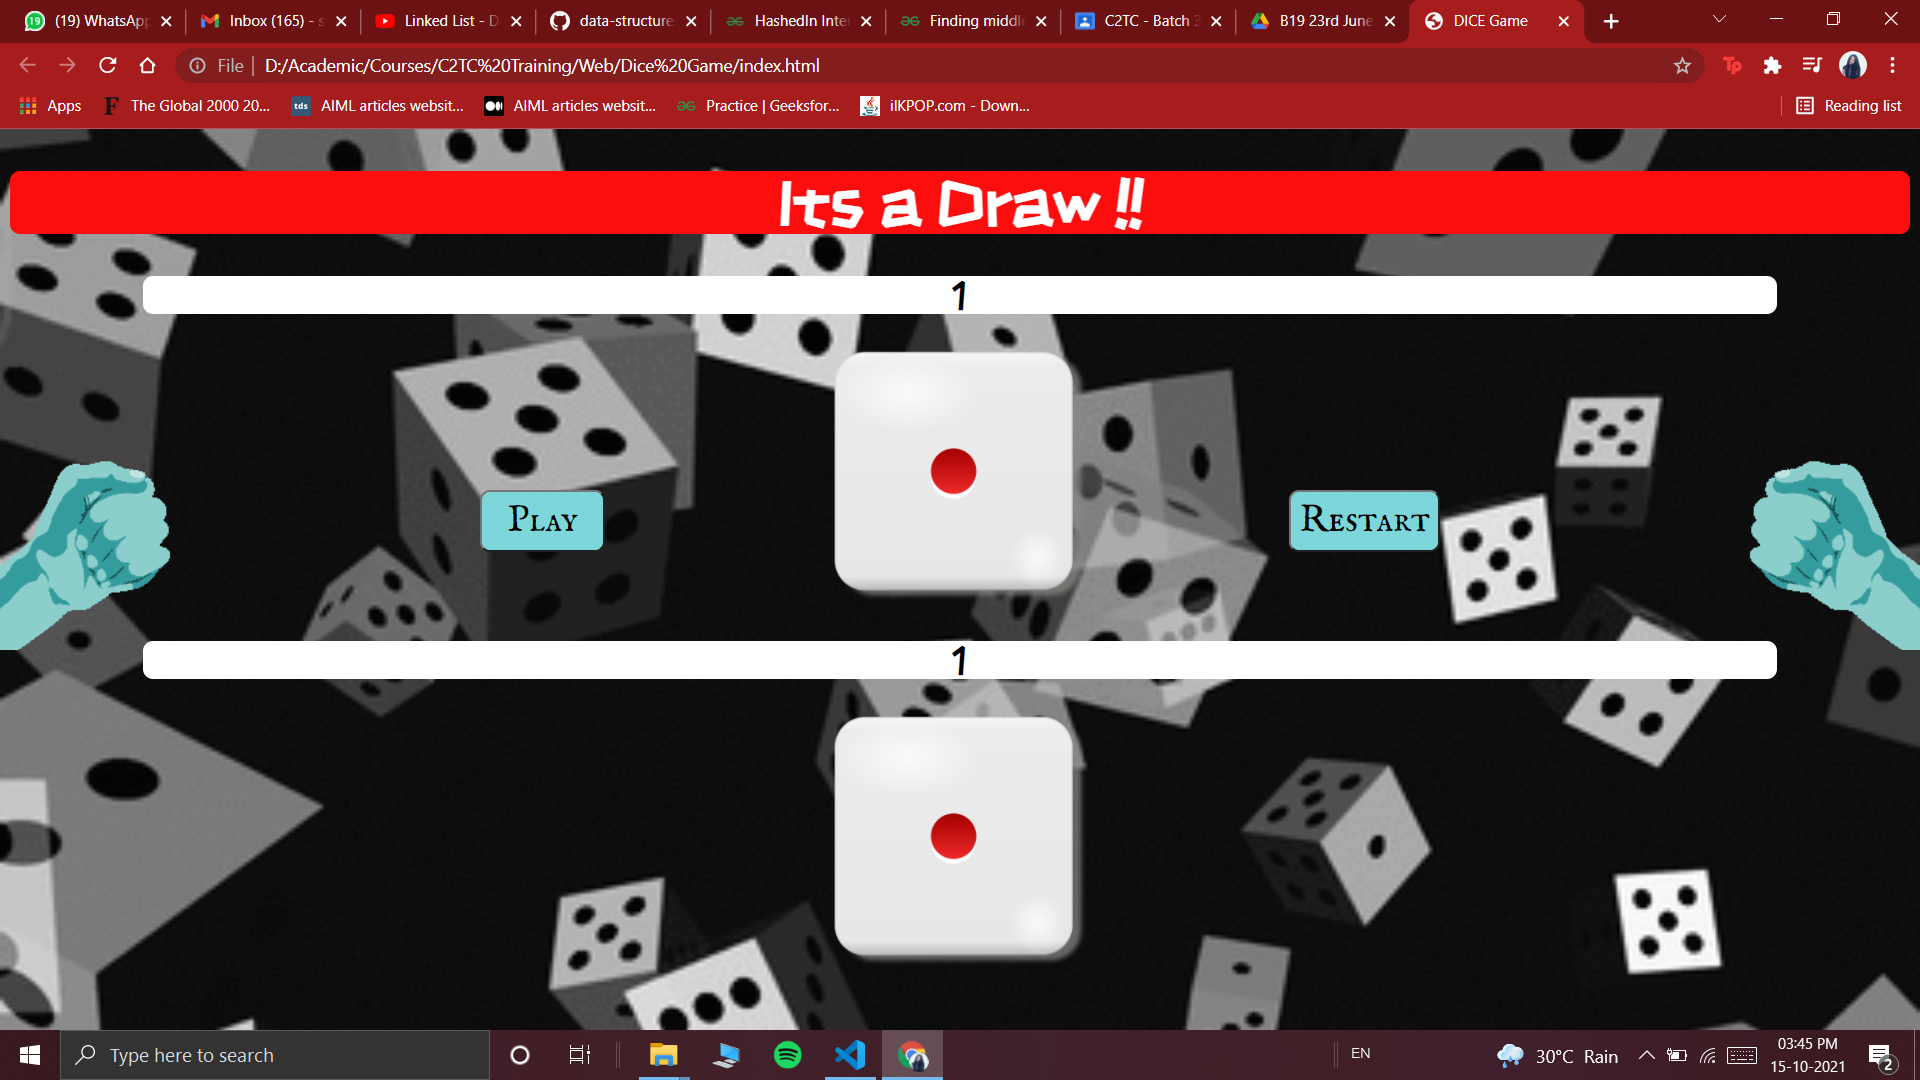 (19) WhatsApp
Inbox (165) - s
Linked List - D
data-structure
HashedIn Inter
Finding middle
C2TC - Batch 3
B19 23rd June
DICE Game
File
D:/Academic/Courses/C2TC%20Training/Web/Dice%20Game/index.html
Apps
The Global 2000 20...
AIML articles websit...
AIML articles websit...
Practice | Geeksfor...
ilKPOP.com - Down...
Reading list
Its a Draw !!
1
Play
Restart
1
Type here to search
EN
30°C Rain
03:45 PM
15-10-2021
2